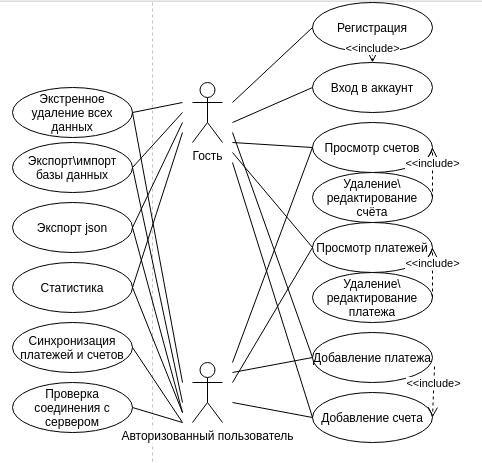 Регистрация
<<include>>
Вход в аккаунт
Экстренное
удаление всех
данных
Гость
Просмотр счетов
<<include>>
Экспорт\импорт
базы данных
Удаление\
редактирование
счёта
Экспорт json
Просмотр платежей
<<include>>
Статистика
Удаление\
редактирование
платежа
Синхронизация
платежей и счетов
Добавление платежа
<<include>>
Проверка
соединения с
сервером
Добавление счета
Авторизованный пользователь